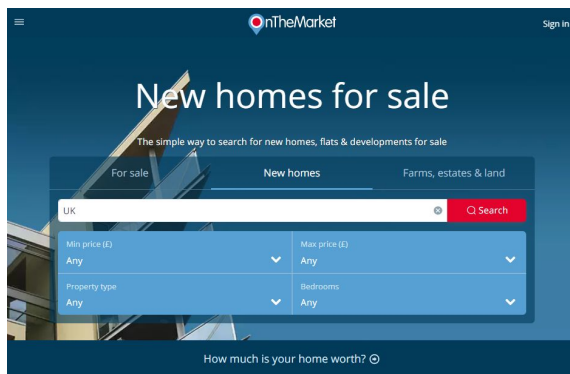 OnTheMarket
Sign in
New homes for sale
The simple way to search for new homes, flats & developments for sale
For sale
New homes
Farms, estates & land
UK
Search
Min price (£)
Any
Max price (£)
Any
Property type
Any
Bedrooms
Any
How much is your home worth?